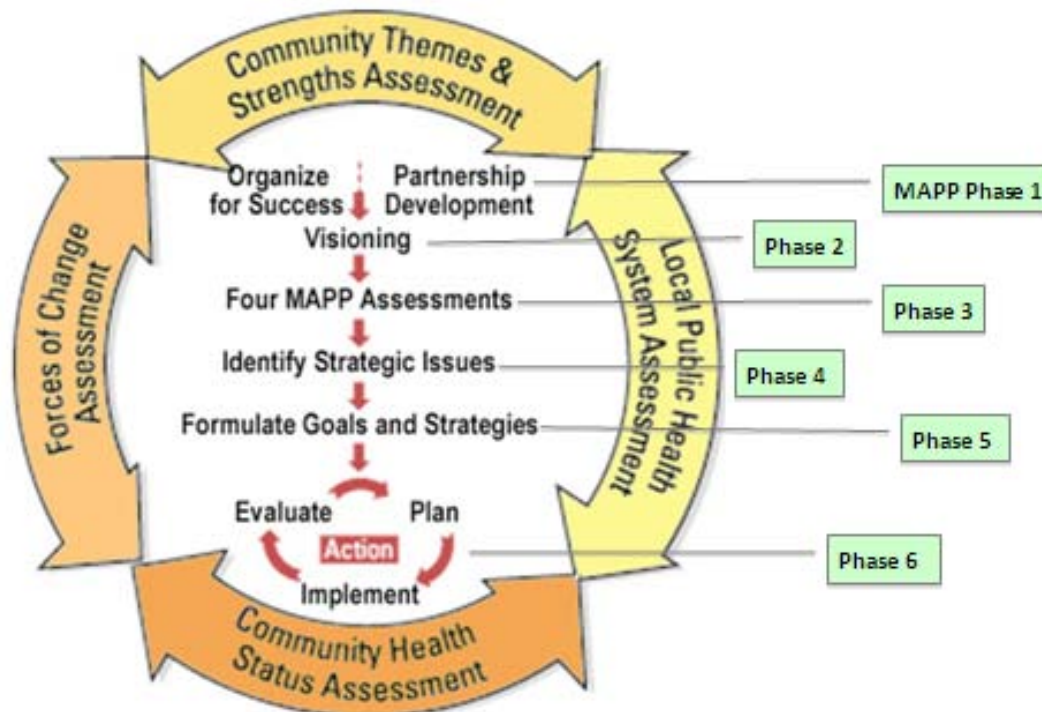 Community Themes &
Strengths Assessment
Organize
for Success
Partnership
Development
MAPP Phase 1
Visioning
Phase 2
Four MAPP Assessments
Phase 3
Identify Strategic Issues
Phase 4
Formulate Goals and Strategies
Phase 5
Evaluate
Plan
Action
Implement
Phase 6
Forces of Change
Assessment
Local Public Health
System Assessment
Community Health
Status Assessment